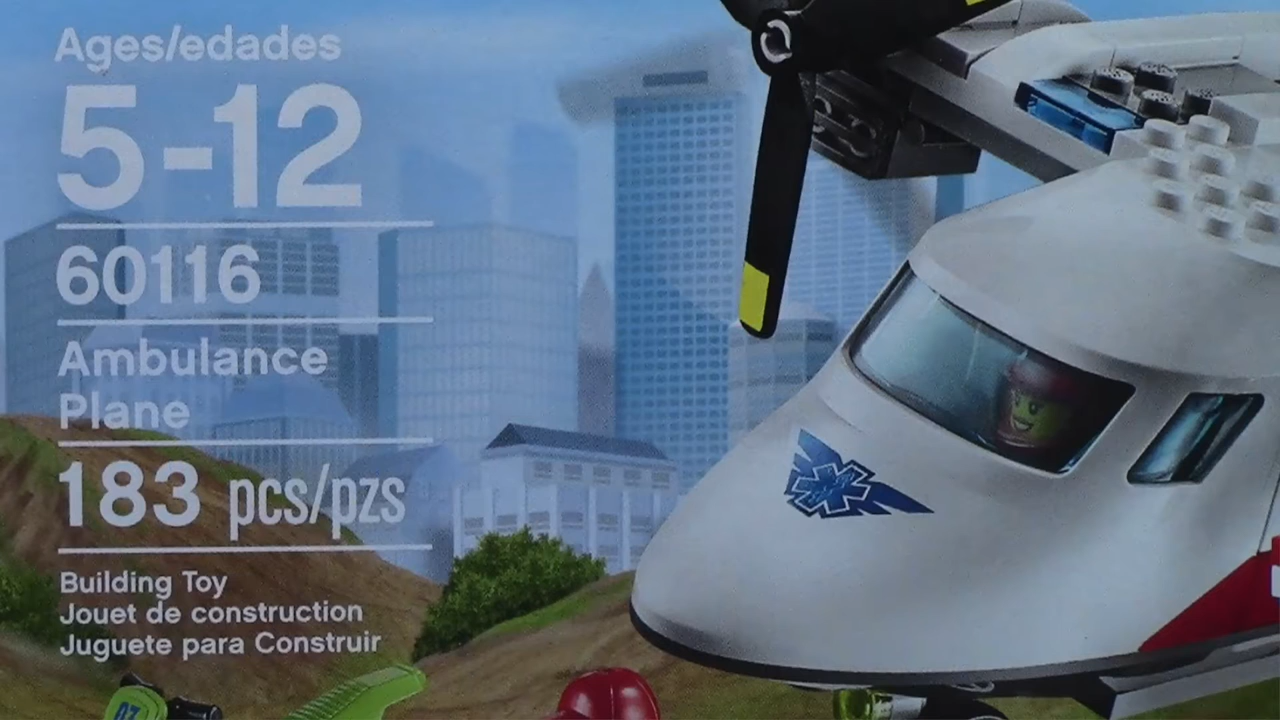 Ages/edades
5-12
60116
Ambulance
Plane
183 pcs/pzs
Building Toy
Jouet de construction
Juguete para Construir